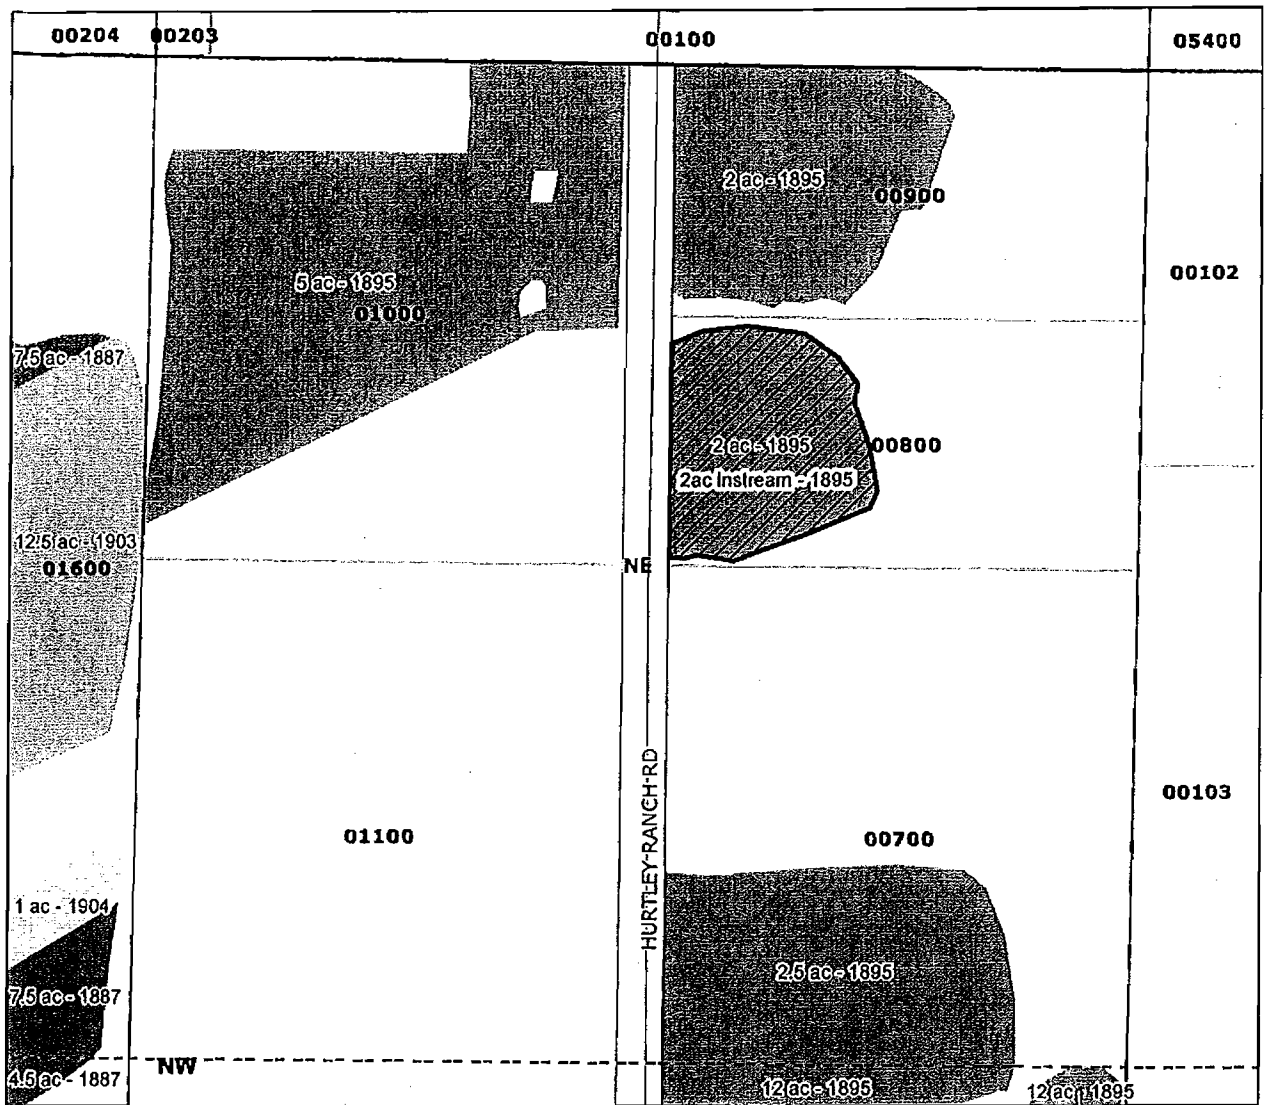 00204
00203
00100
05400
2 ac - 1895
00900
00102
5 ac - 1895
01000
7.5 ac - 1887
2 ac - 1895
00800
2ac Instream - 1895
12.5 ac - 1903
01600
NE
HURTLEY-RANCH-RD
00103
01100
00700
1 ac - 1904
2.5 ac - 1895
7.5 ac - 1887
NW
4.5 ac - 1887
12 ac - 1895
12 ac - 1895